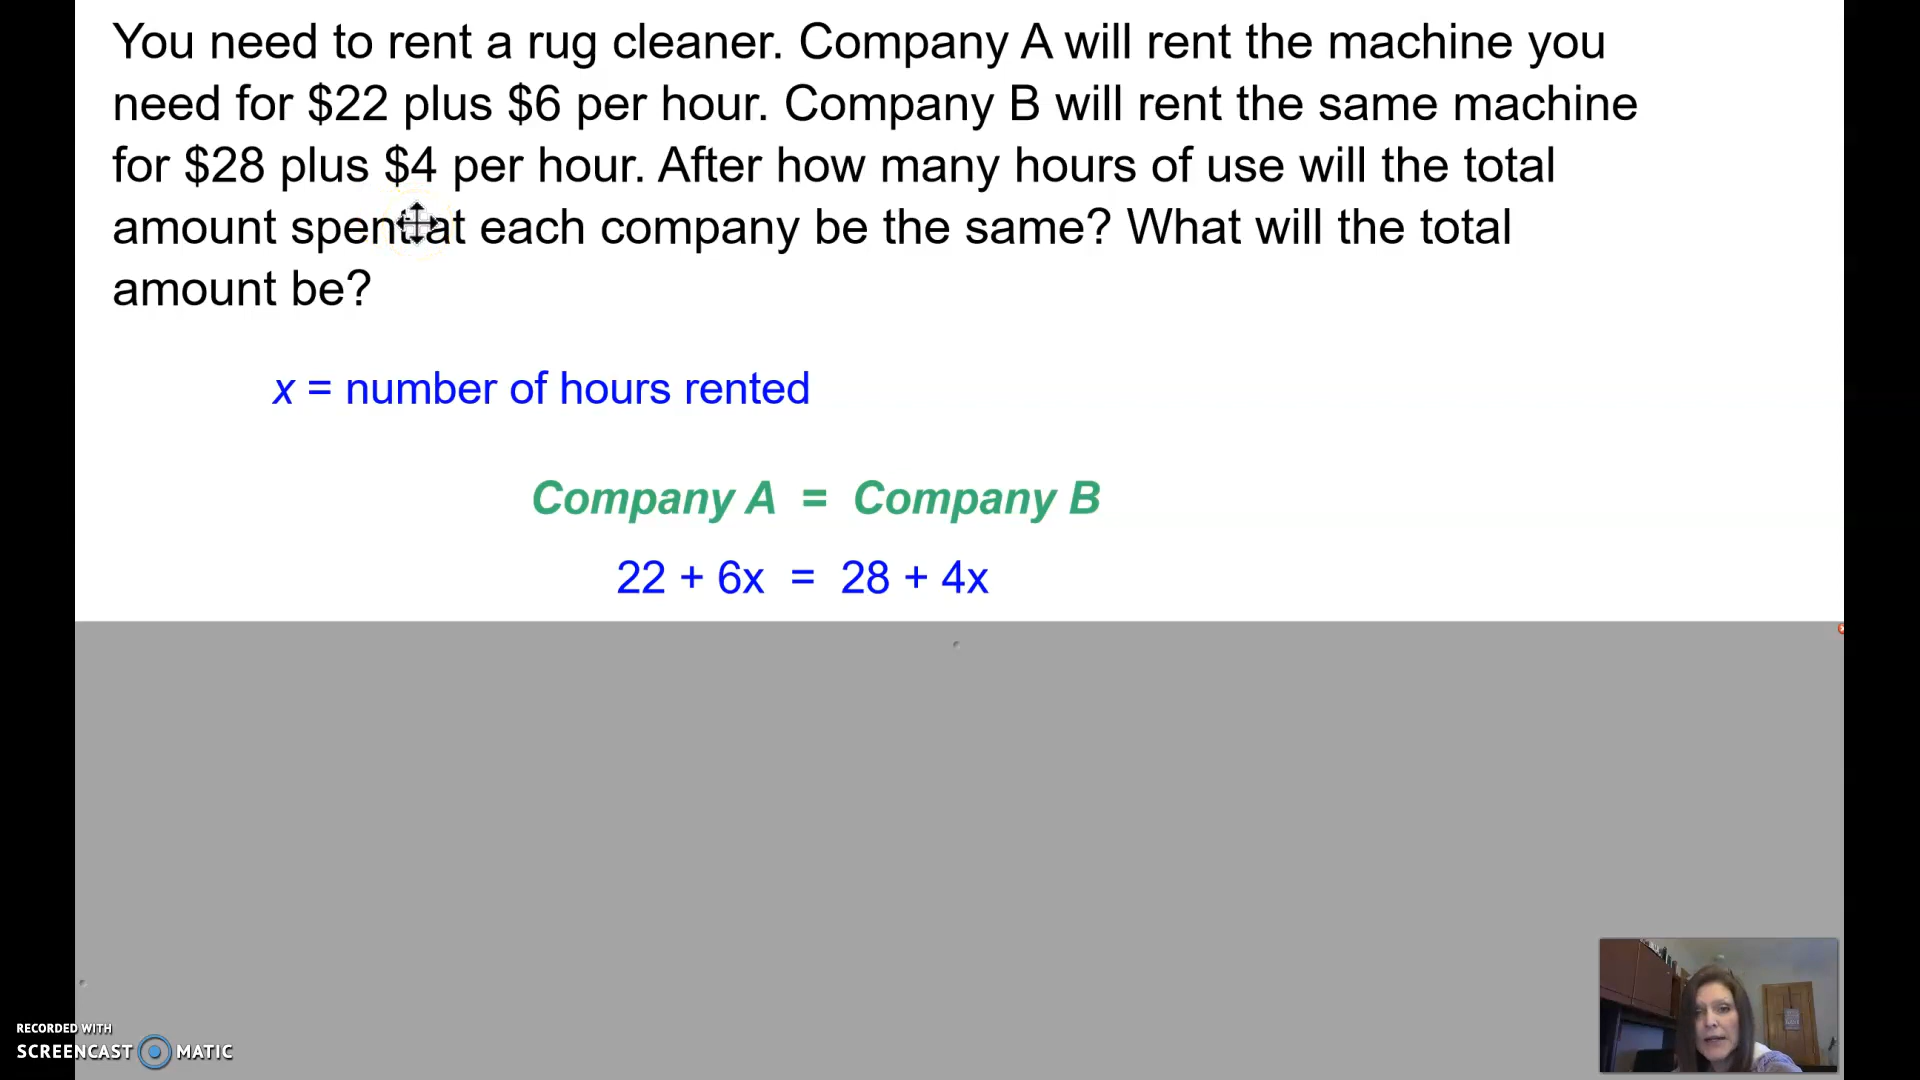 You need to rent a rug cleaner. Company A will rent the machine you
need for $22 plus $6 per hour. Company B will rent the same machine
for $28 plus $4 per hour. After how many hours of use will the total
amount spent at each company be the same? What will the total
amount be?
x = number of hours rented
Company A = Company B
22 + 6x = 28 + 4x
RECORDED WITH
SCREENCAST MATIC